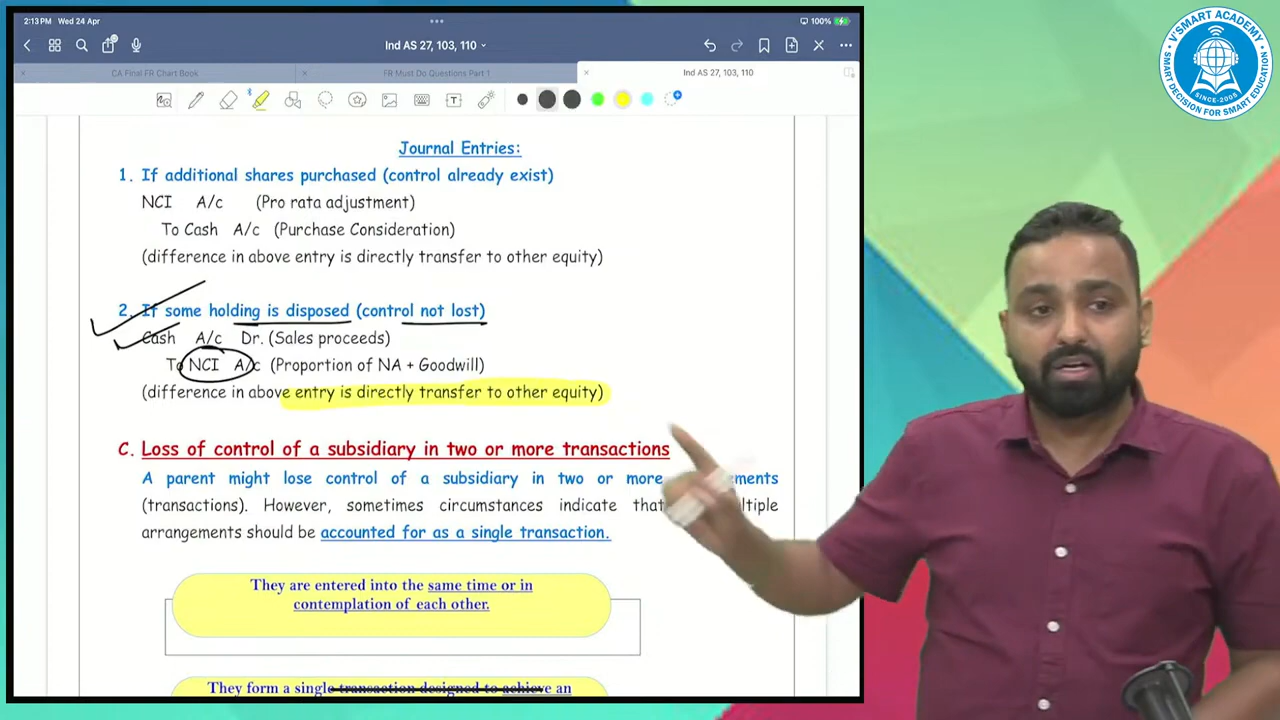 2:13 PM Wed 24 Apr
100%
Ind AS 27, 103, 110
CA Final FR Chart Book
FR Must Do Questions Part 1
Ind AS 27, 103, 110
Journal Entries:
1. If additional shares purchased (control already exist)
NCI A/c (Pro rata adjustment)
To Cash A/c (Purchase Consideration)
(difference in above entry is directly transfer to other equity)
2. If some holding is disposed (control not lost)
Cash A/c Dr. (Sales proceeds)
To NCI A/c (Proportion of NA + Goodwill)
(difference in above entry is directly transfer to other equity)
C. Loss of control of a subsidiary in two or more transactions
A parent might lose control of a subsidiary in two or more
(transactions). However, sometimes circumstances indicate that
arrangements should be accounted for as a single transaction.
They are entered into the same time or in
contemplation of each other.
They form a single transaction designed to achieve an
V'SMART ACADEMY
SINCE-2005
SMART DECISION FOR SMART EDUCATION